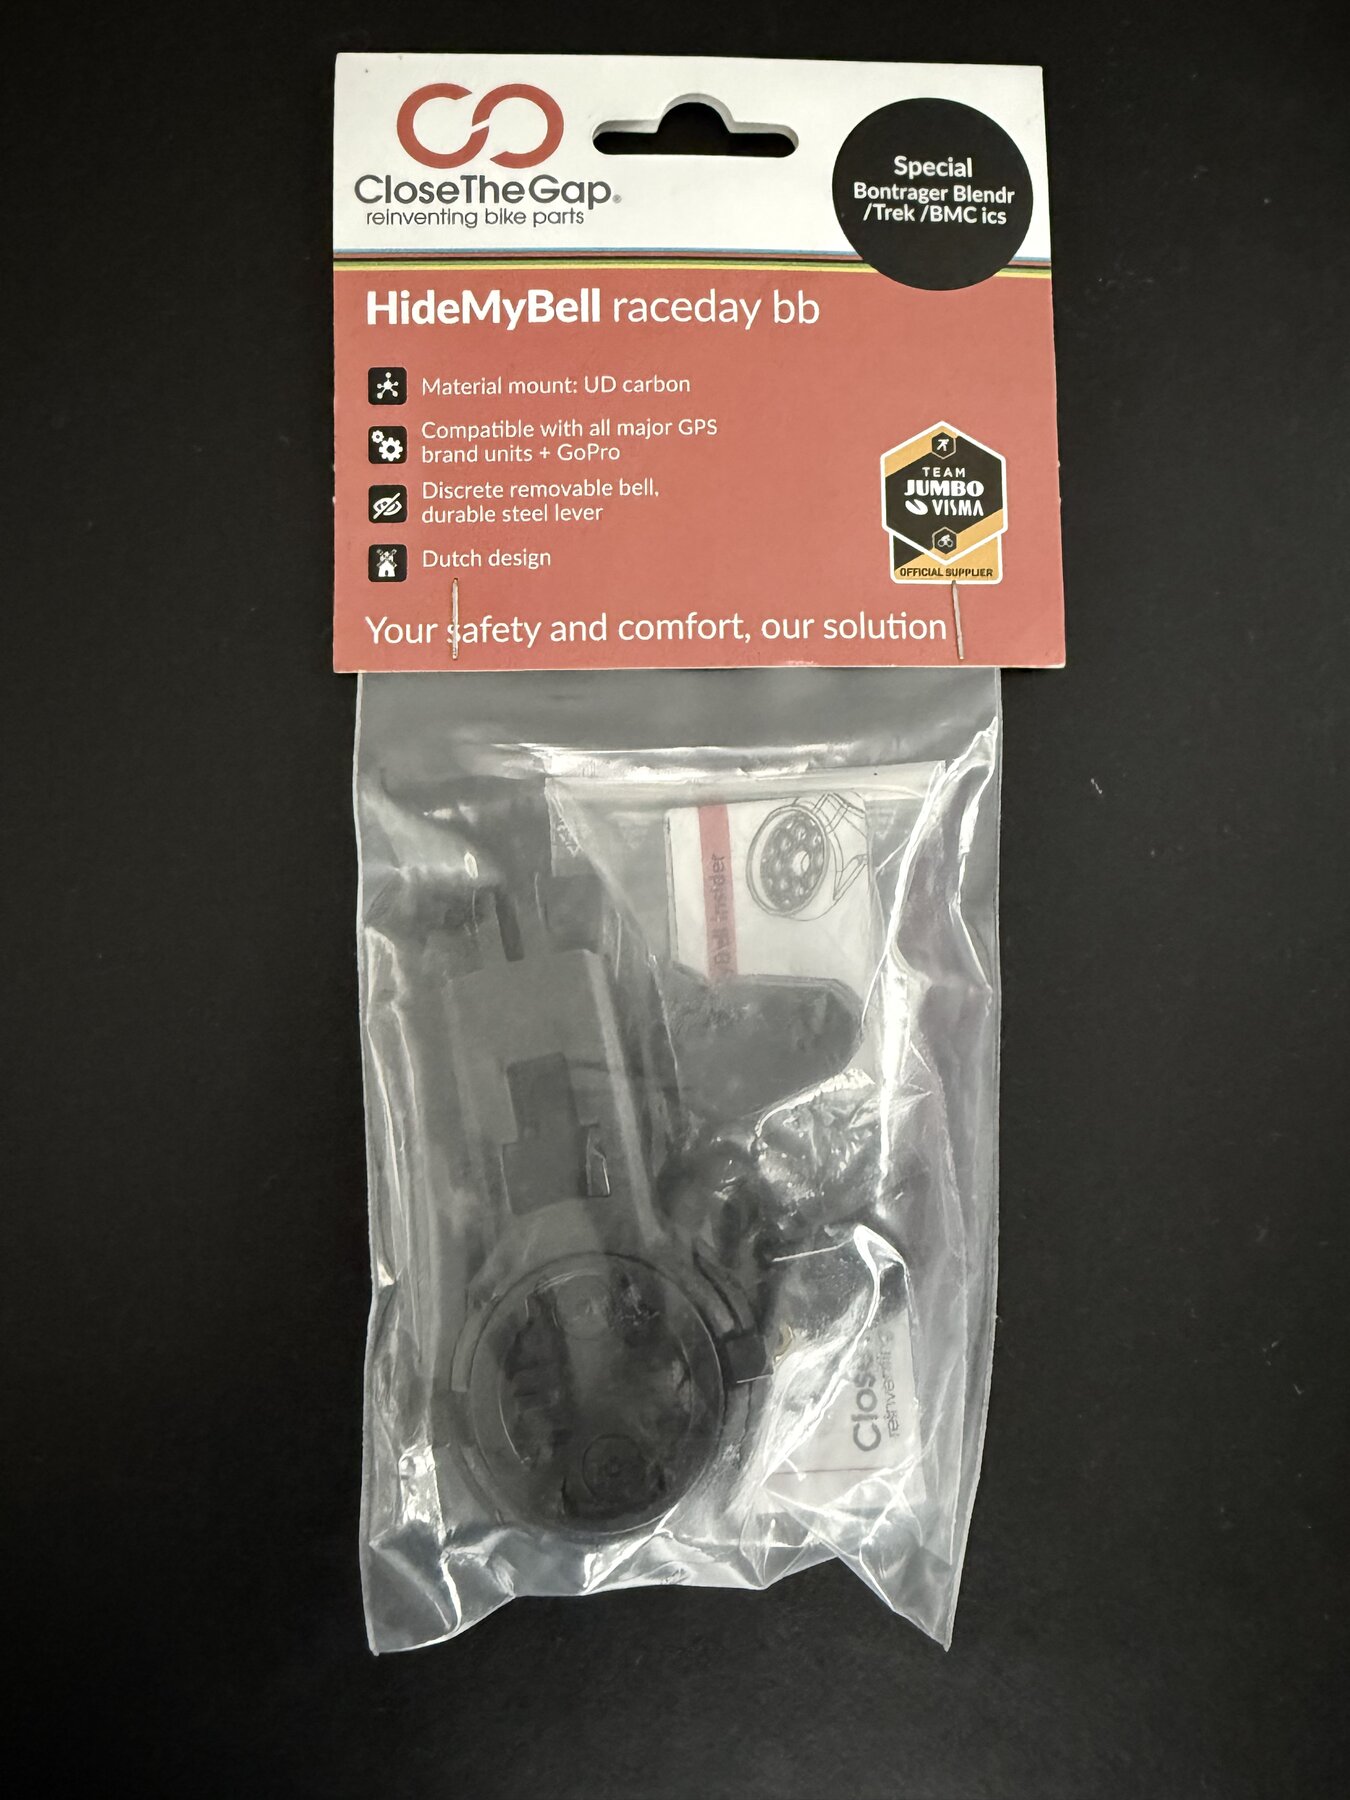 CloseTheGap®
reinventing bike parts
Special
Bontrager Blendr
/Trek /BMC ics
HideMyBell raceday bb
Material mount: UD carbon
Compatible with all major GPS
brand units + GoPro
Discrete removable bell,
durable steel lever
Dutch design
TEAM
JUMBO
VISMA
OFFICIAL SUPPLIER
Your safety and comfort, our solution
Bell insider